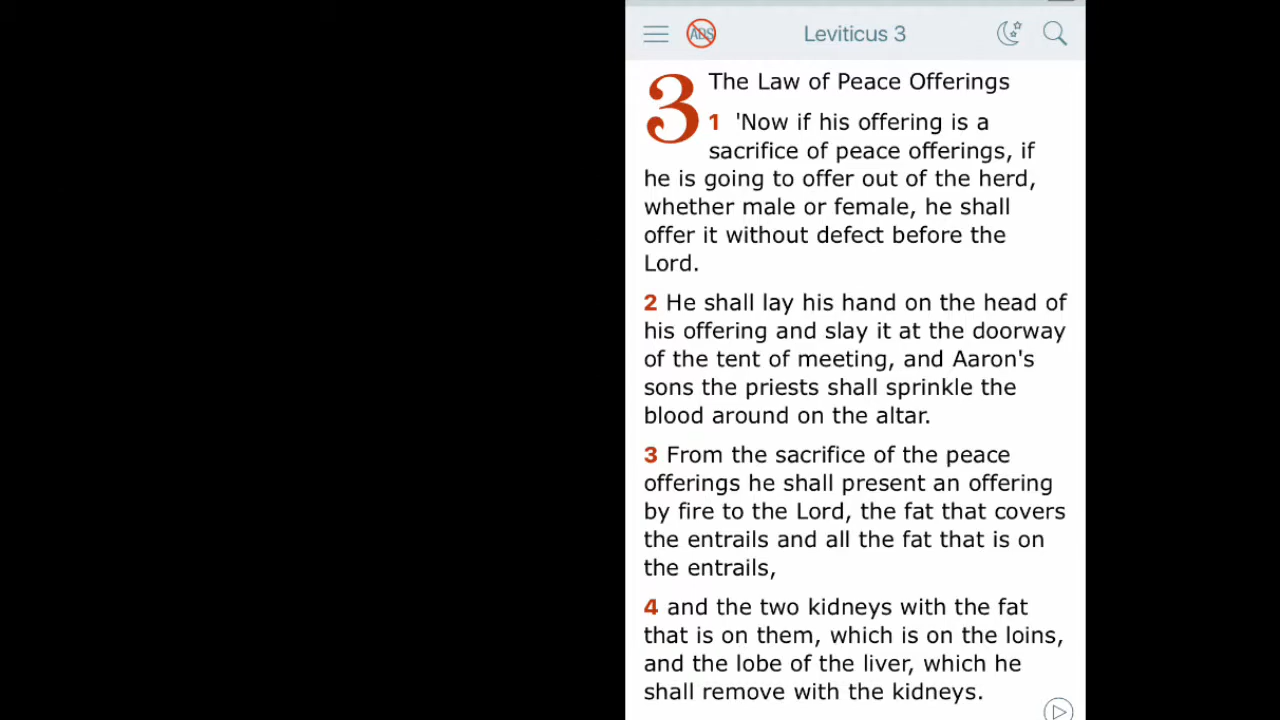 ADS
Leviticus 3
3
The Law of Peace Offerings
1 'Now if his offering is a
sacrifice of peace offerings, if
he is going to offer out of the herd,
whether male or female, he shall
offer it without defect before the
Lord.
2 He shall lay his hand on the head of
his offering and slay it at the doorway
of the tent of meeting, and Aaron's
sons the priests shall sprinkle the
blood around on the altar.
3 From the sacrifice of the peace
offerings he shall present an offering
by fire to the Lord, the fat that covers
the entrails and all the fat that is on
the entrails,
4 and the two kidneys with the fat
that is on them, which is on the loins,
and the lobe of the liver, which he
shall remove with the kidneys.